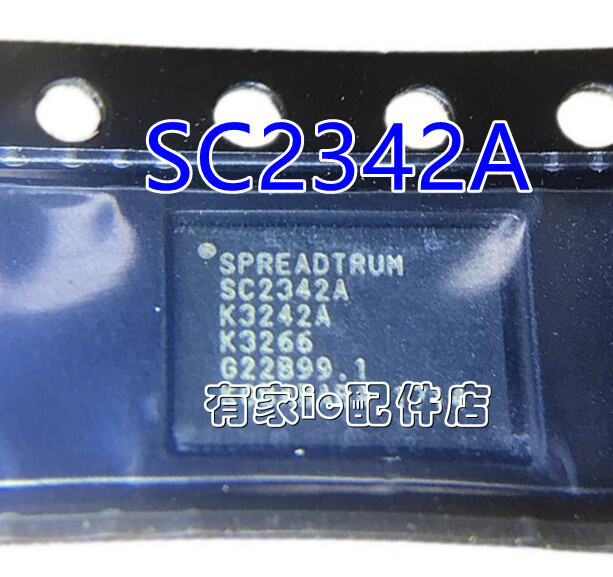 SC2342A
SPREADTRUM
SC2342A
K3242A
K3266
G22B99.1
有家ic配件店